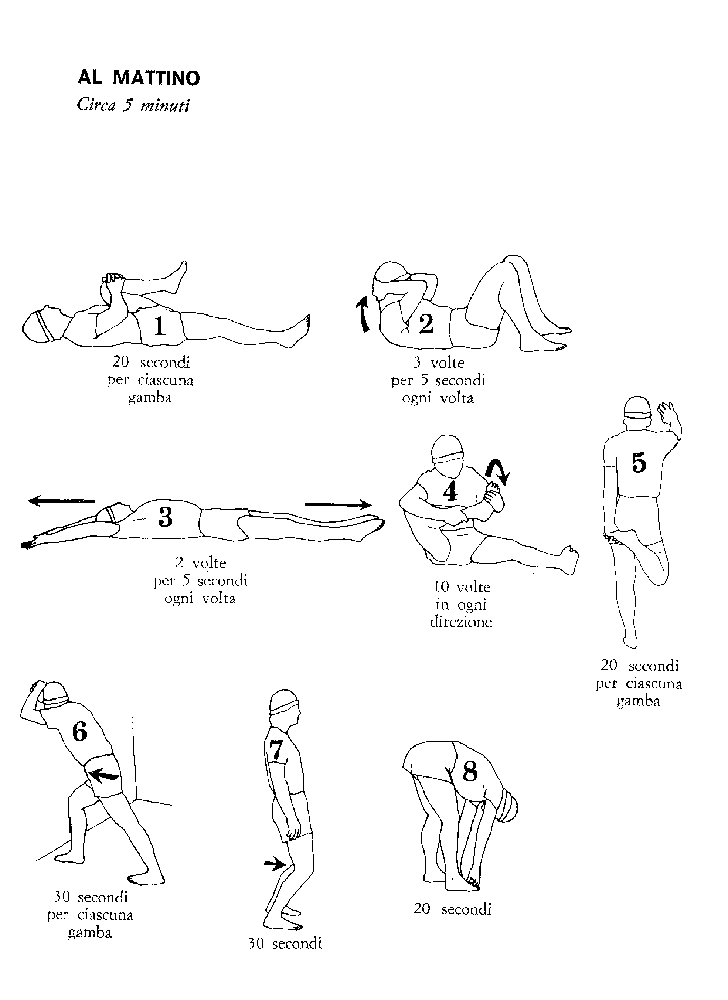 AL MATTINO
Circa 5 minuti
1
20 secondi
per ciascuna
gamba
2
3 volte
per 5 secondi
ogni volta
3
2 volte
per 5 secondi
ogni volta
4
10 volte
in ogni
direzione
5
20 secondi
per ciascuna
gamba
6
30 secondi
per ciascuna
gamba
7
30 secondi
8
20 secondi